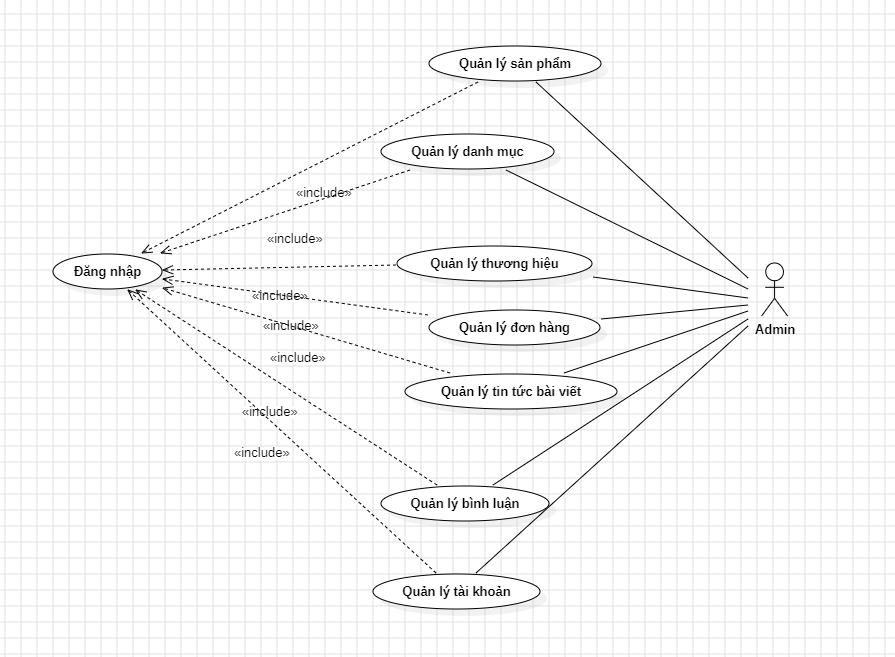 Quản lý sản phẩm
Quản lý danh mục
«include»
«include»
Quản lý thương hiệu
Đăng nhập
«include»
Quản lý đơn hàng
«include»
Admin
«include»
Quản lý tin tức bài viết
«include»
«include»
Quản lý bình luận
Quản lý tài khoản